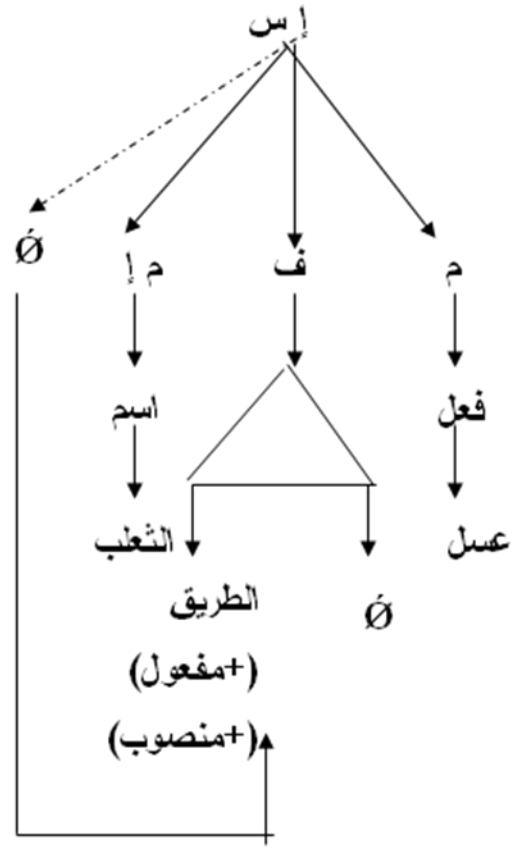 إ س
Ǿ
م ف م إ
فعل اسم
عسل الثعلب
Ǿ الطريق
(+مفعول)
(+منصوب)